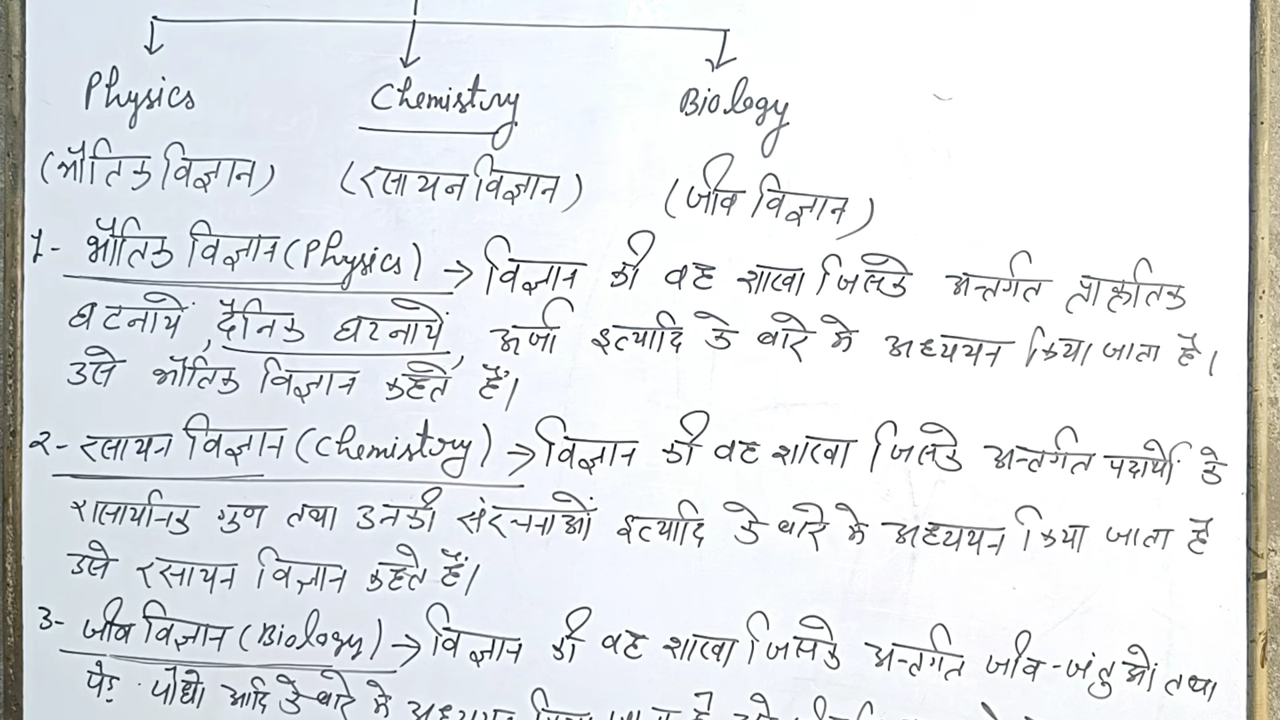 Physics Chemistry Biology
(भौतिक विज्ञान) (रसायन विज्ञान) (जीव विज्ञान)
1- भौतिक विज्ञान (Physics) → विज्ञान की वह शाखा जिसके अन्तर्गत प्राकृतिक
घटनायें, दैनिक घटनायें, ऊर्जा इत्यादि के बारे मे अध्ययन किया जाता है।
उसे भौतिक विज्ञान कहते हैं।
2- रसायन विज्ञान (Chemistry) → विज्ञान की वह शाखा जिसके अन्तर्गत पदार्थो के
रासायनिक गुण तथा उनकी संरचनाओं इत्यादि के बारे मे अध्ययन किया जाता है
उसे रसायन विज्ञान कहते हैं।
3- जीव विज्ञान (Biology) → विज्ञान की वह शाखा जिसके अन्तर्गत जीव-जंतुओं तथा
पेड़-पौधो आदि के बारे मे अध्ययन किया जाता है